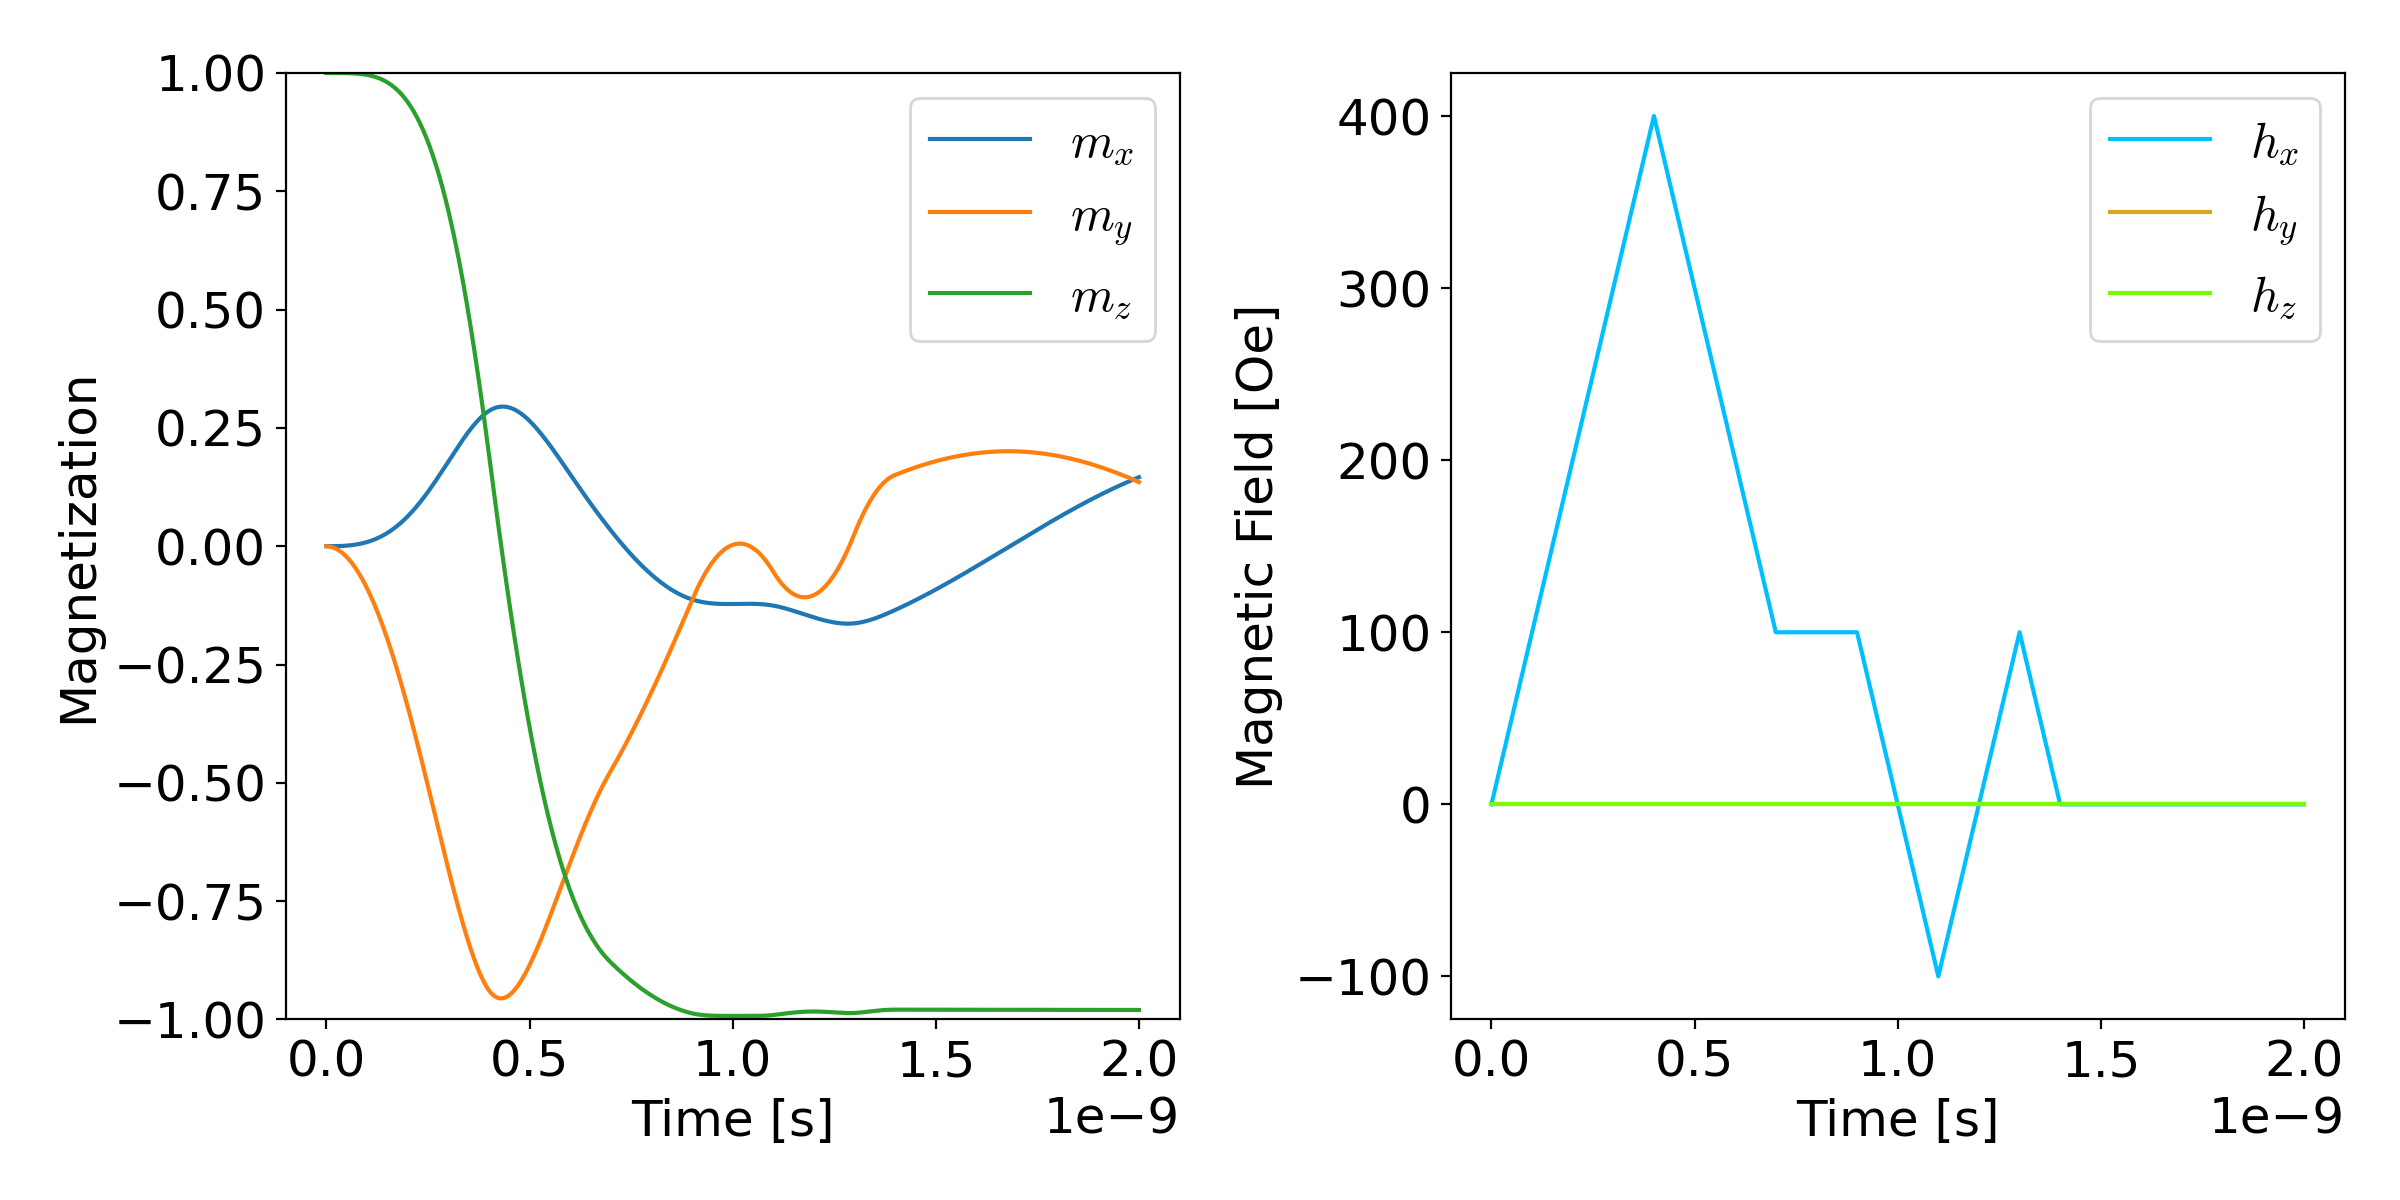 Magnetization
1.00
0.75
0.50
0.25
0.00
−0.25
−0.50
−0.75
−1.00
0.0 0.5 1.0 1.5 2.0
Time [s]
1e−9
m_x
m_y
m_z
Magnetic Field [Oe]
400
300
200
100
0
−100
0.0 0.5 1.0 1.5 2.0
Time [s]
1e−9
h_x
h_y
h_z